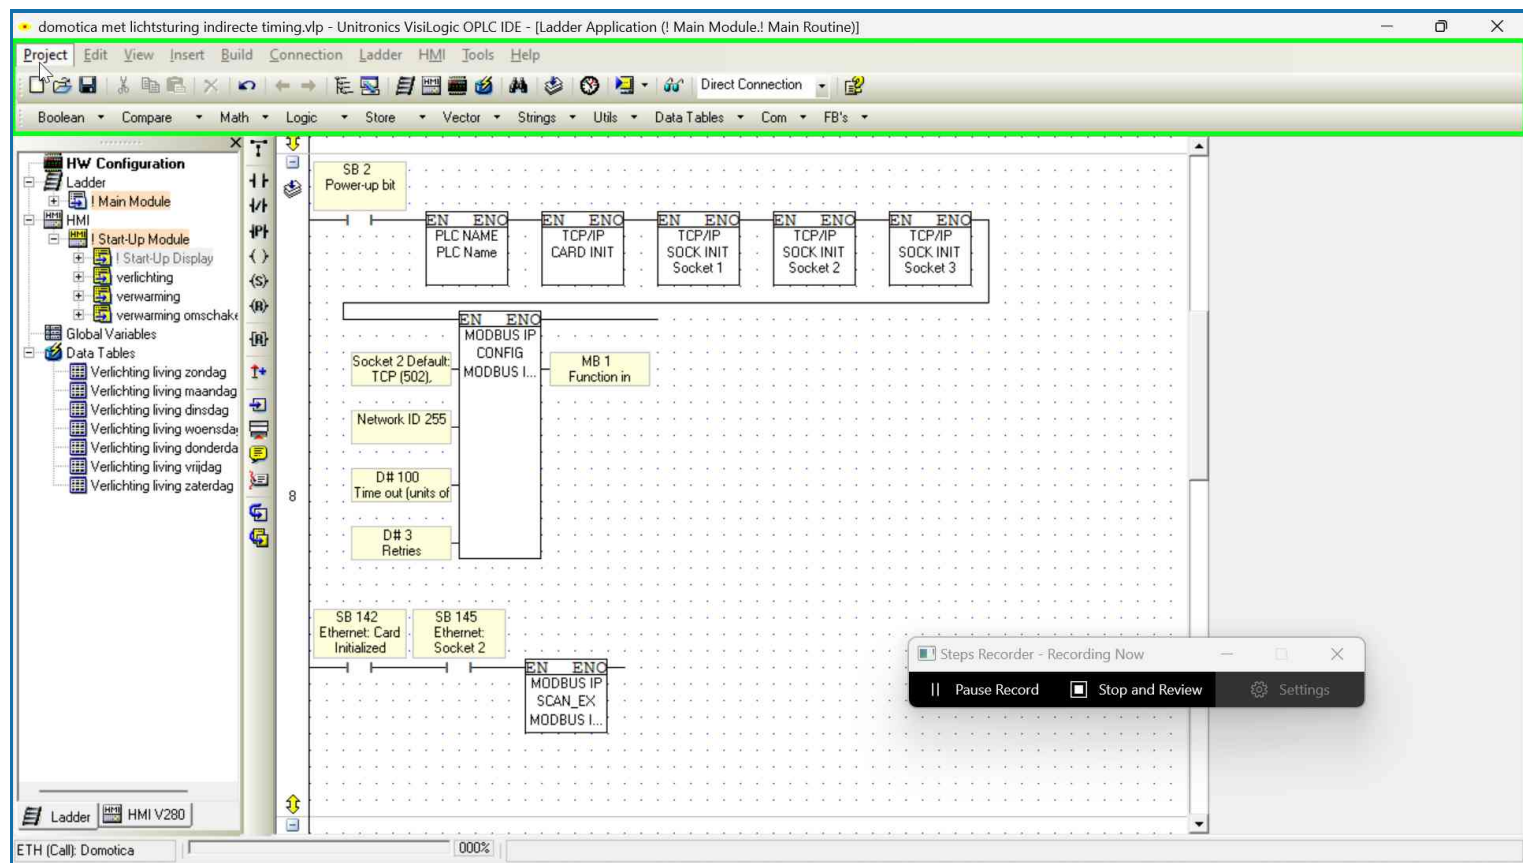 domotica met lichtsturing indirecte timing.vlp - Unitronics VisiLogic OPLC IDE - [Ladder Application (! Main Module.! Main Routine)]
Project Edit View Insert Build Connection Ladder HMI Tools Help
Direct Connection
Boolean Compare Math Logic Store Vector Strings Utils Data Tables Com FB's
HW Configuration
Ladder
! Main Module
HMI
! Start-Up Module
! Start-Up Display
verlichting
verwarming
verwarming omschake
Global Variables
Data Tables
Verlichting living zondag
Verlichting living maandag
Verlichting living dinsdag
Verlichting living woensda
Verlichting living donderda
Verlichting living vrijdag
Verlichting living zaterdag
Ladder
HMI V280
SB 2
Power-up bit
EN ENO
PLC NAME
PLC Name
EN ENO
TCP/IP
CARD INIT
EN ENO
TCP/IP
SOCK INIT
Socket 1
EN ENO
TCP/IP
SOCK INIT
Socket 2
EN ENO
TCP/IP
SOCK INIT
Socket 3
EN ENO
MODBUS IP
CONFIG
MODBUS I...
Socket 2 Default:
TCP (502),
MB 1
Function in
Network ID 255
D# 100
Time out (units of
D# 3
Retries
8
SB 142
Ethernet: Card
Initialized
SB 145
Ethernet:
Socket 2
EN ENO
MODBUS IP
SCAN_EX
MODBUS I...
Steps Recorder - Recording Now
Pause Record Stop and Review Settings
ETH (Call): Domotica
000%